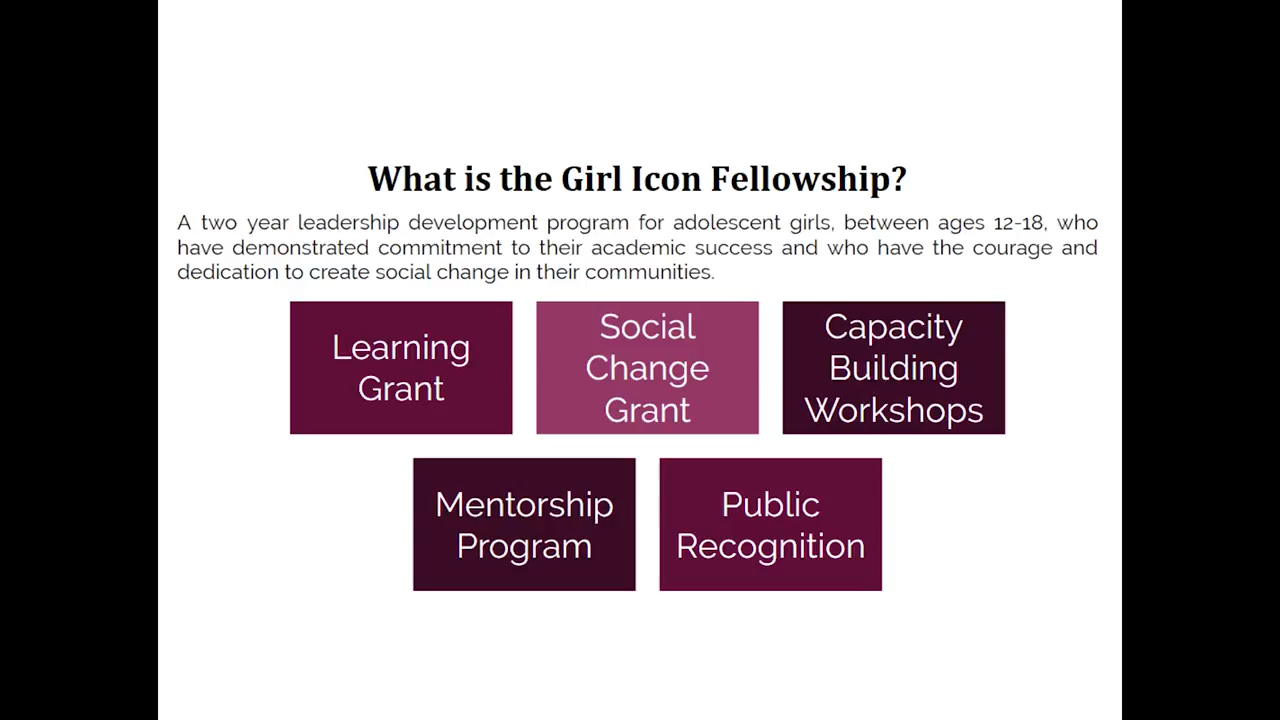 What is the Girl Icon Fellowship?
A two year leadership development program for adolescent girls, between ages 12-18, who
have demonstrated commitment to their academic success and who have the courage and
dedication to create social change in their communities.
Learning
Grant
Social
Change
Grant
Capacity
Building
Workshops
Mentorship
Program
Public
Recognition